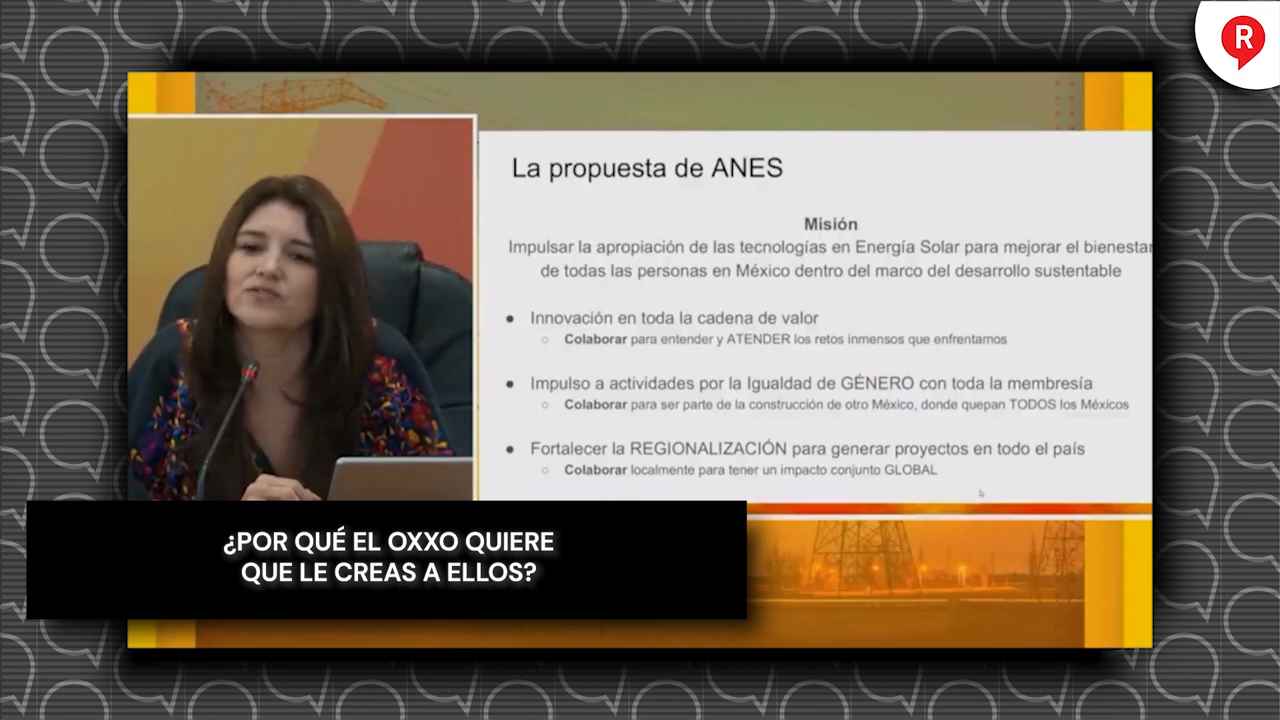 R
La propuesta de ANES
Misión
Impulsar la apropiación de las tecnologías en Energía Solar para mejorar el bienestar
de todas las personas en México dentro del marco del desarrollo sustentable
● Innovación en toda la cadena de valor
○ Colaborar para entender y ATENDER los retos inmensos que enfrentamos
● Impulso a actividades por la Igualdad de GÉNERO con toda la membresía
○ Colaborar para ser parte de la construcción de otro México, donde quepan TODOS los Méxicos
● Fortalecer la REGIONALIZACIÓN para generar proyectos en todo el país
○ Colaborar localmente para tener un impacto conjunto GLOBAL
¿POR QUÉ EL OXXO QUIERE
QUE LE CREAS A ELLOS?